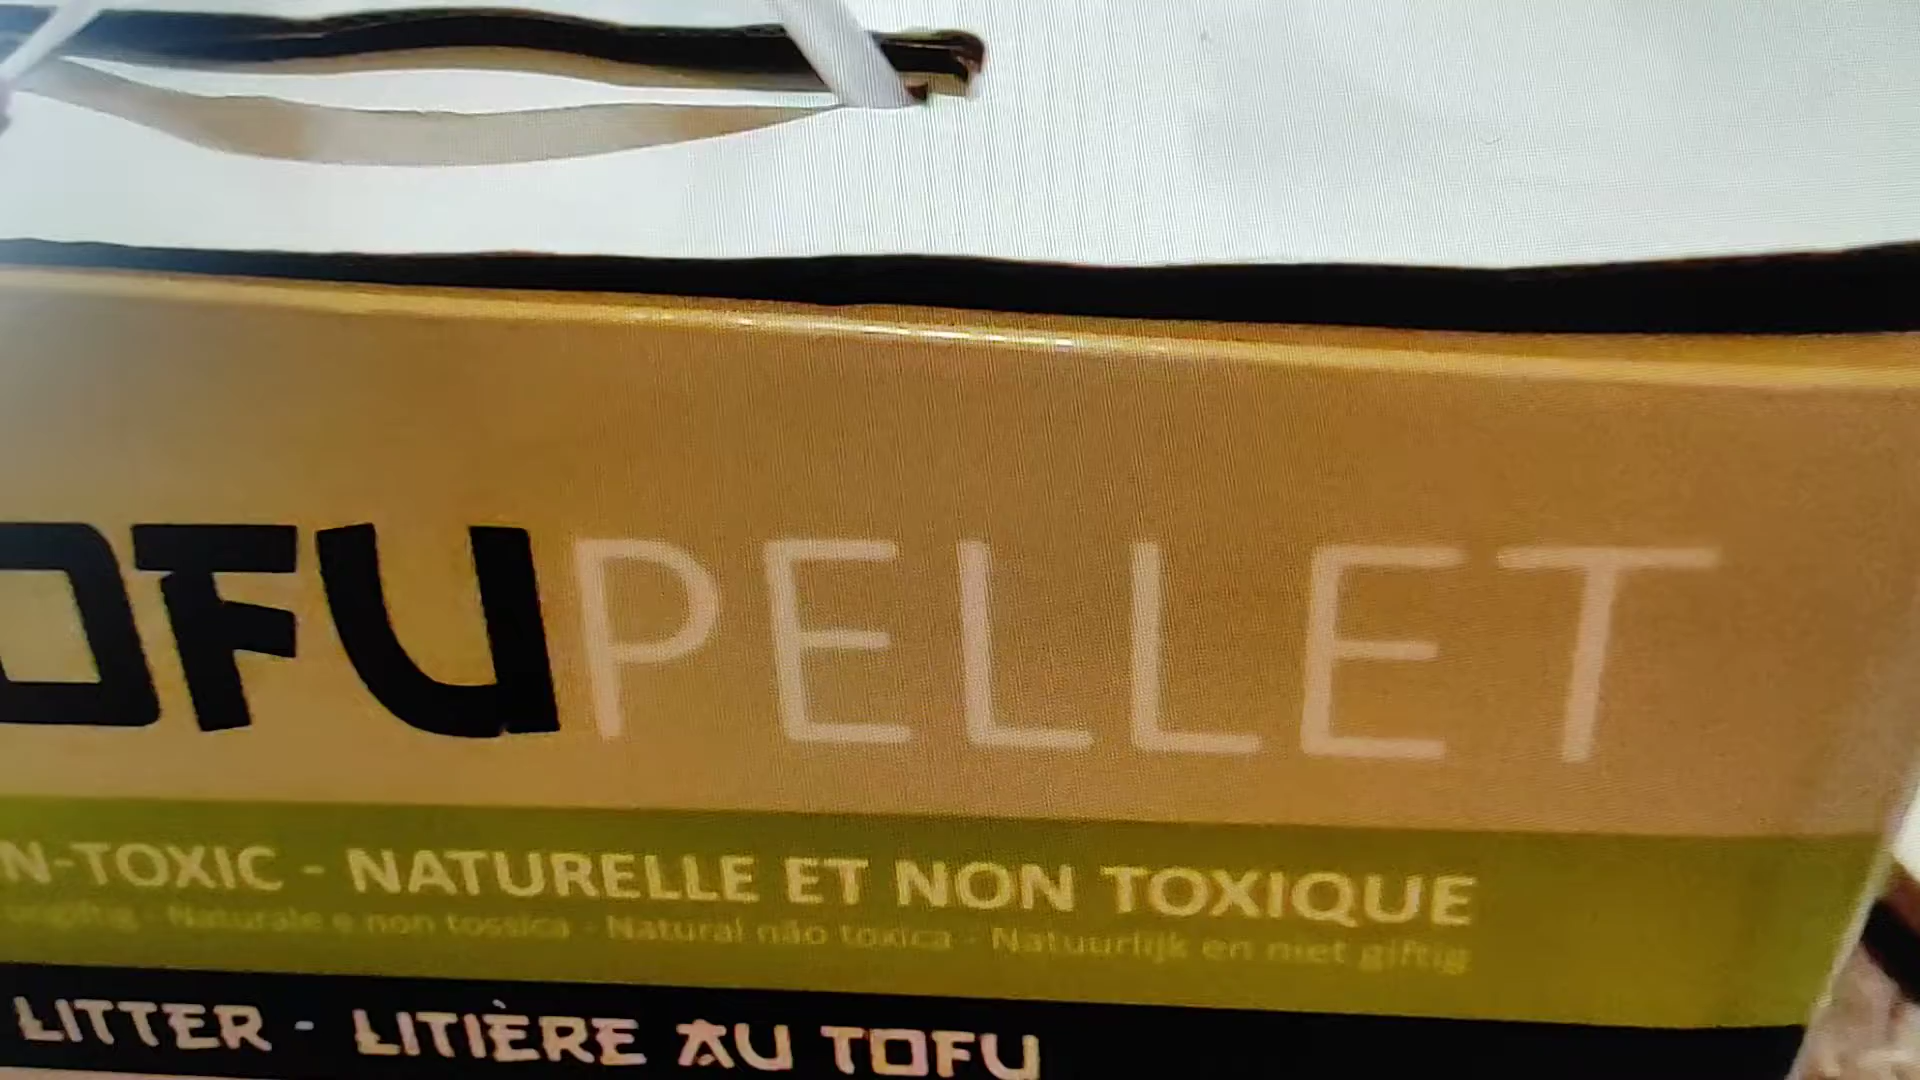 OFUPELLET
N-TOXIC - NATURELLE ET NON TOXIQUE
ungiftig - Naturale e non tossica - Natural não toxica - Natuurlijk en niet giftig
LITTER - LITIÈRE AU TOFU